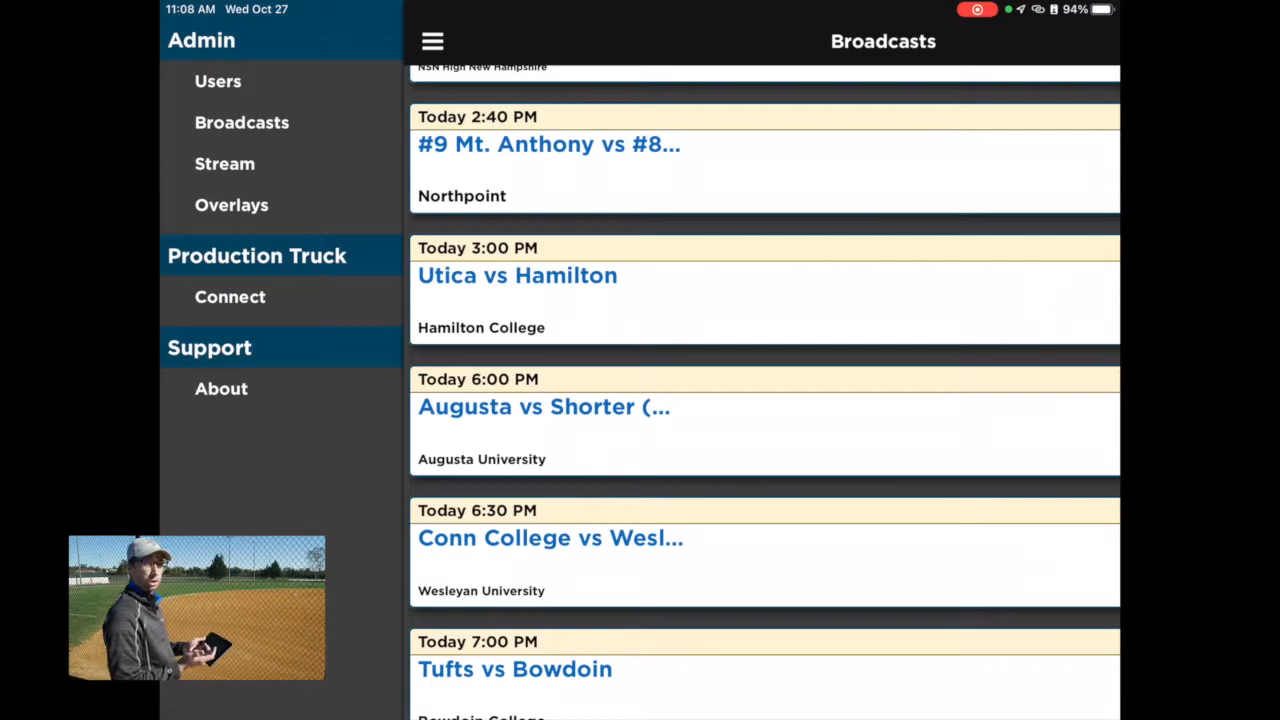 11:08 AM Wed Oct 27
94%
Admin
Users
Broadcasts
Stream
Overlays
Production Truck
Connect
Support
About
Broadcasts
NSN High New Hampshire
Today 2:40 PM
#9 Mt. Anthony vs #8...
Northpoint
Today 3:00 PM
Utica vs Hamilton
Hamilton College
Today 6:00 PM
Augusta vs Shorter (...
Augusta University
Today 6:30 PM
Conn College vs Wesl...
Wesleyan University
Today 7:00 PM
Tufts vs Bowdoin
Bowdoin College